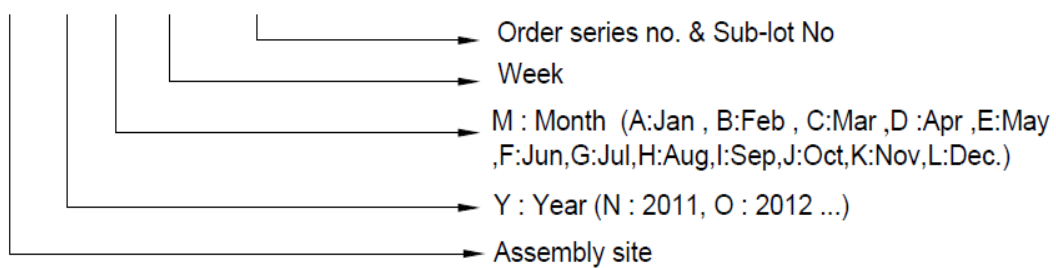 Order series no. & Sub-lot No
Week
M : Month (A:Jan , B:Feb , C:Mar ,D :Apr ,E:May
,F:Jun,G:Jul,H:Aug,I:Sep,J:Oct,K:Nov,L:Dec.)
Y : Year (N : 2011, O : 2012 ...)
Assembly site